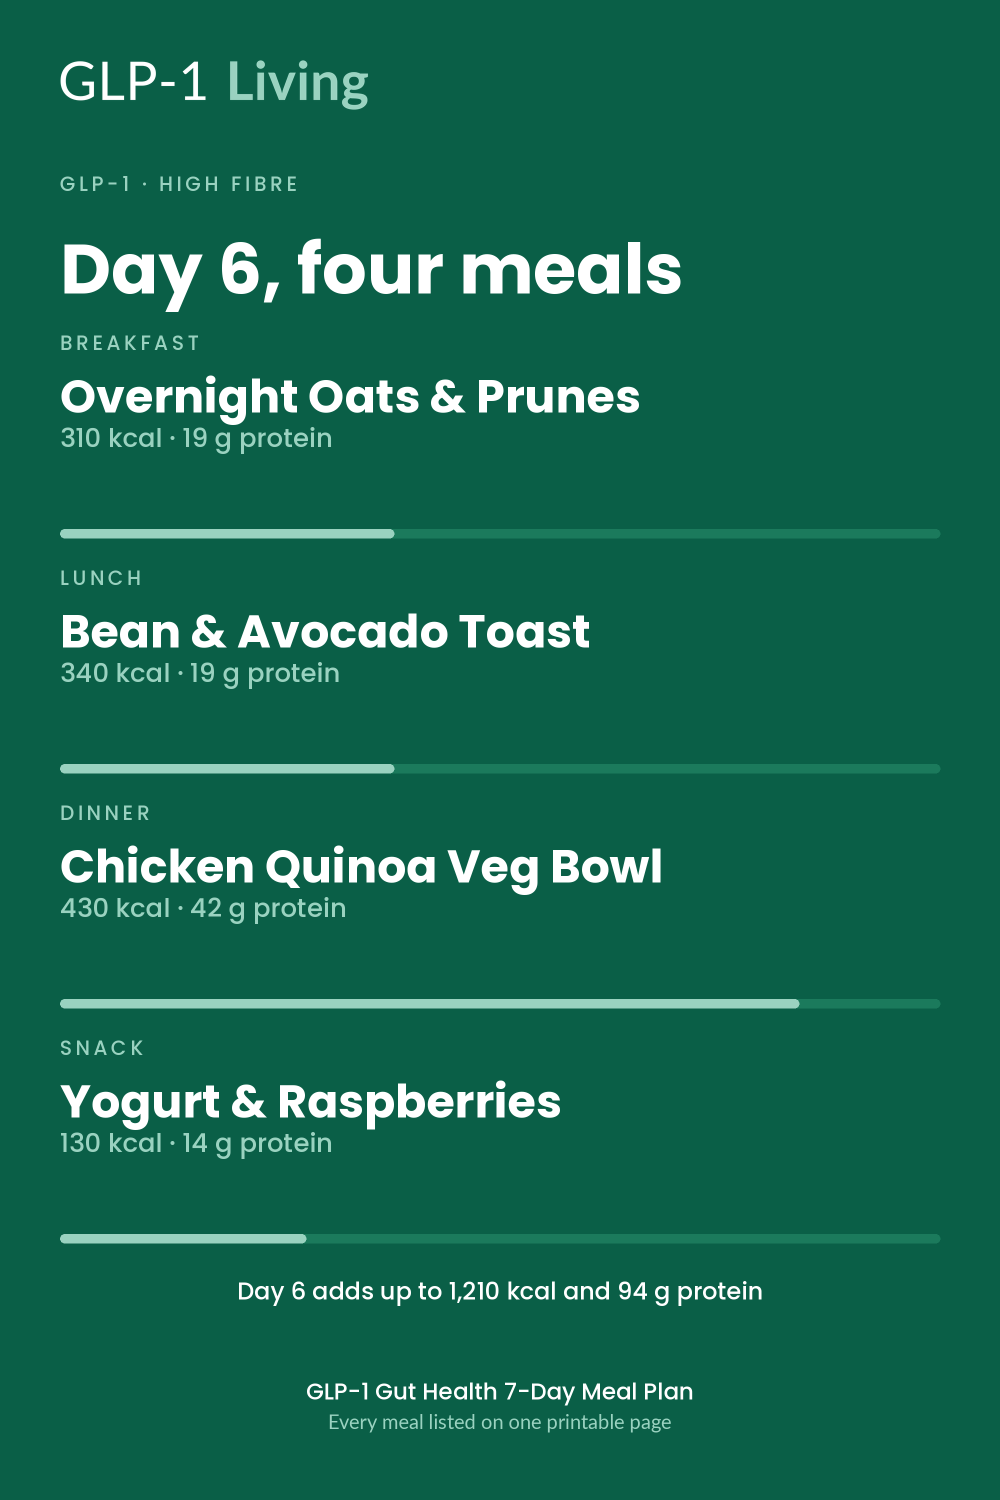 GLP-1 Living
GLP-1 · HIGH FIBRE
Day 6, four meals
BREAKFAST
Overnight Oats & Prunes
310 kcal · 19 g protein
LUNCH
Bean & Avocado Toast
340 kcal · 19 g protein
DINNER
Chicken Quinoa Veg Bowl
430 kcal · 42 g protein
SNACK
Yogurt & Raspberries
130 kcal · 14 g protein
Day 6 adds up to 1,210 kcal and 94 g protein
GLP-1 Gut Health 7-Day Meal Plan
Every meal listed on one printable page